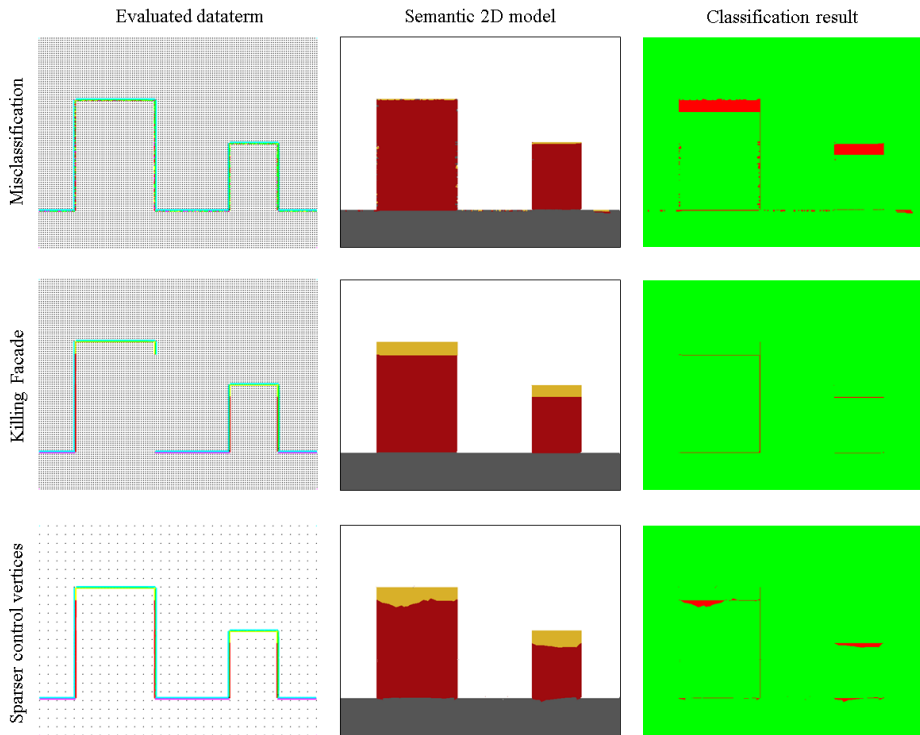 Evaluated dataterm
Semantic 2D model
Classification result
Misclassification
Killing Facade
Sparser control vertices